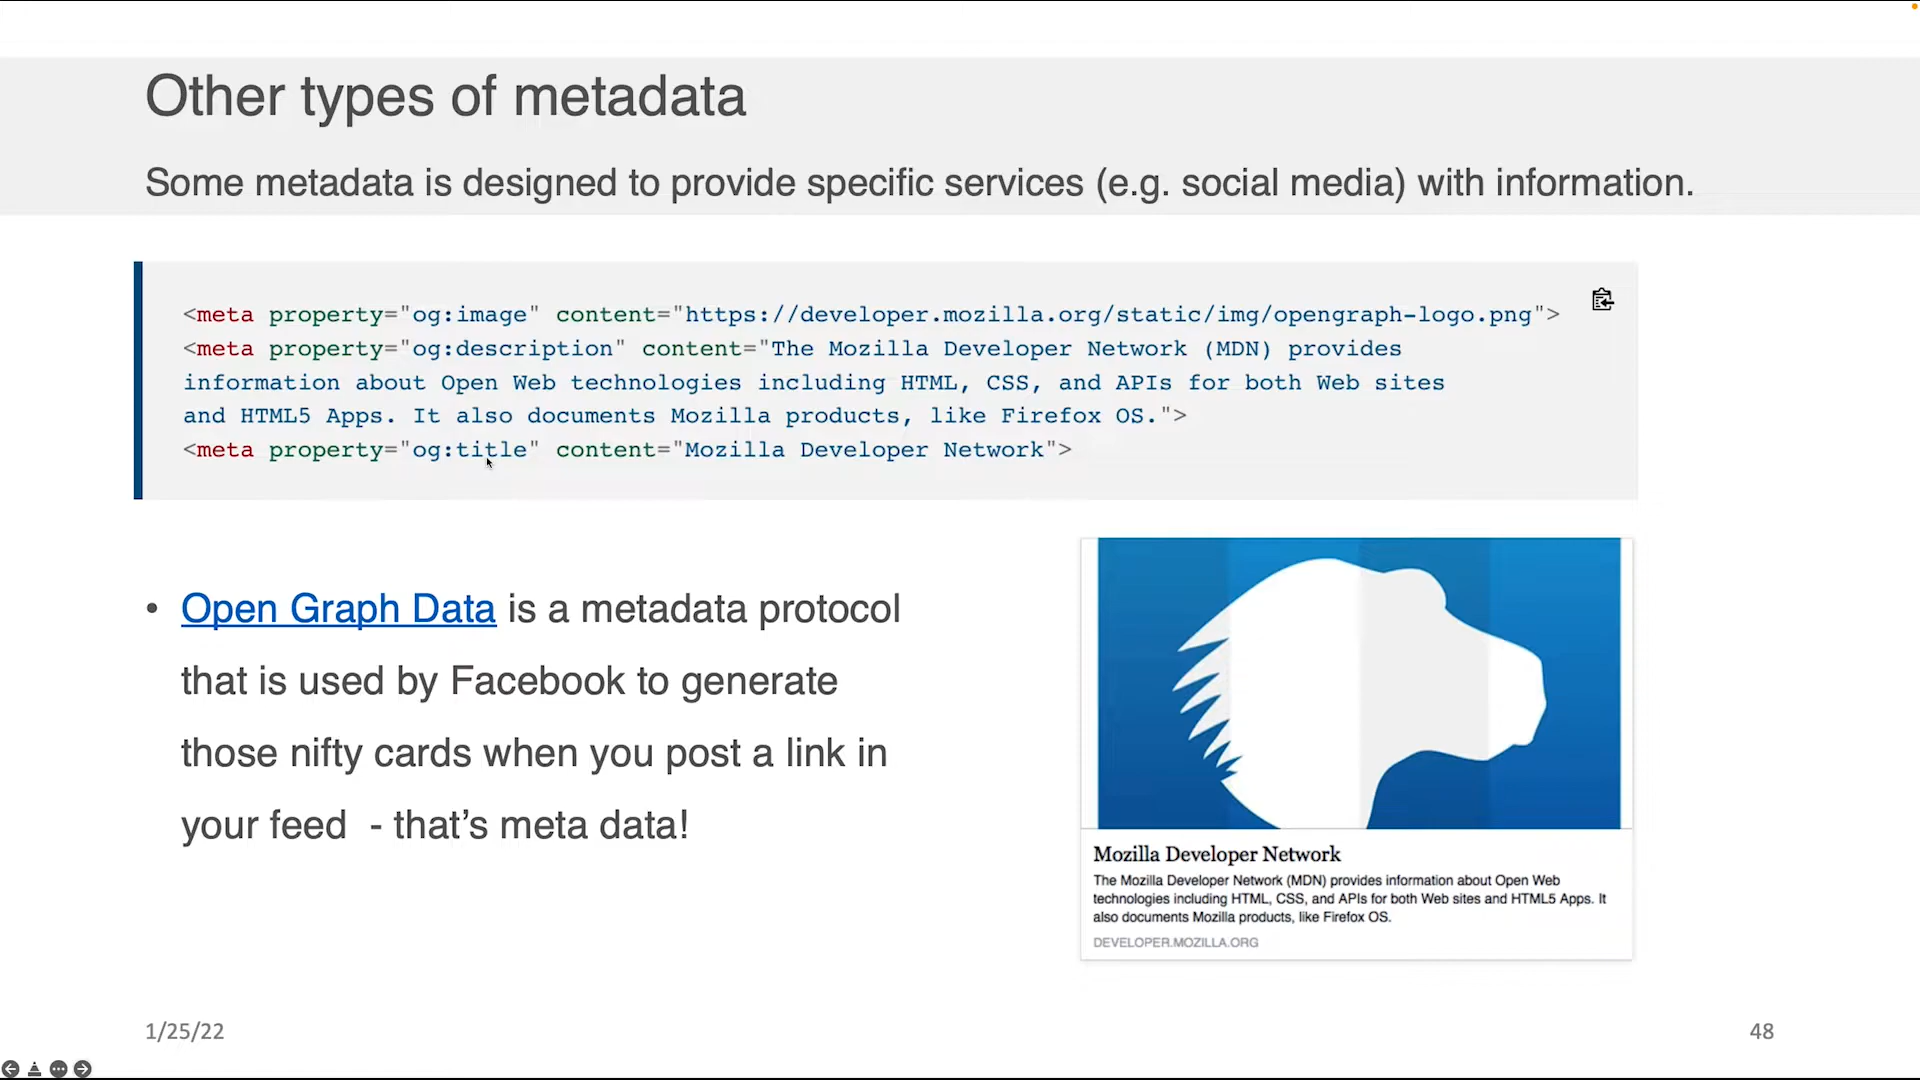 Other types of metadata
Some metadata is designed to provide specific services (e.g. social media) with information.
<meta property="og:image" content="https://developer.mozilla.org/static/img/opengraph-logo.png">
<meta property="og:description" content="The Mozilla Developer Network (MDN) provides
information about Open Web technologies including HTML, CSS, and APIs for both Web sites
and HTML5 Apps. It also documents Mozilla products, like Firefox OS.">
<meta property="og:title" content="Mozilla Developer Network">
• Open Graph Data is a metadata protocol
that is used by Facebook to generate
those nifty cards when you post a link in
your feed  - that’s meta data!
Mozilla Developer Network
The Mozilla Developer Network (MDN) provides information about Open Web
technologies including HTML, CSS, and APIs for both Web sites and HTML5 Apps. It
also documents Mozilla products, like Firefox OS.
DEVELOPER.MOZILLA.ORG
1/25/22
48